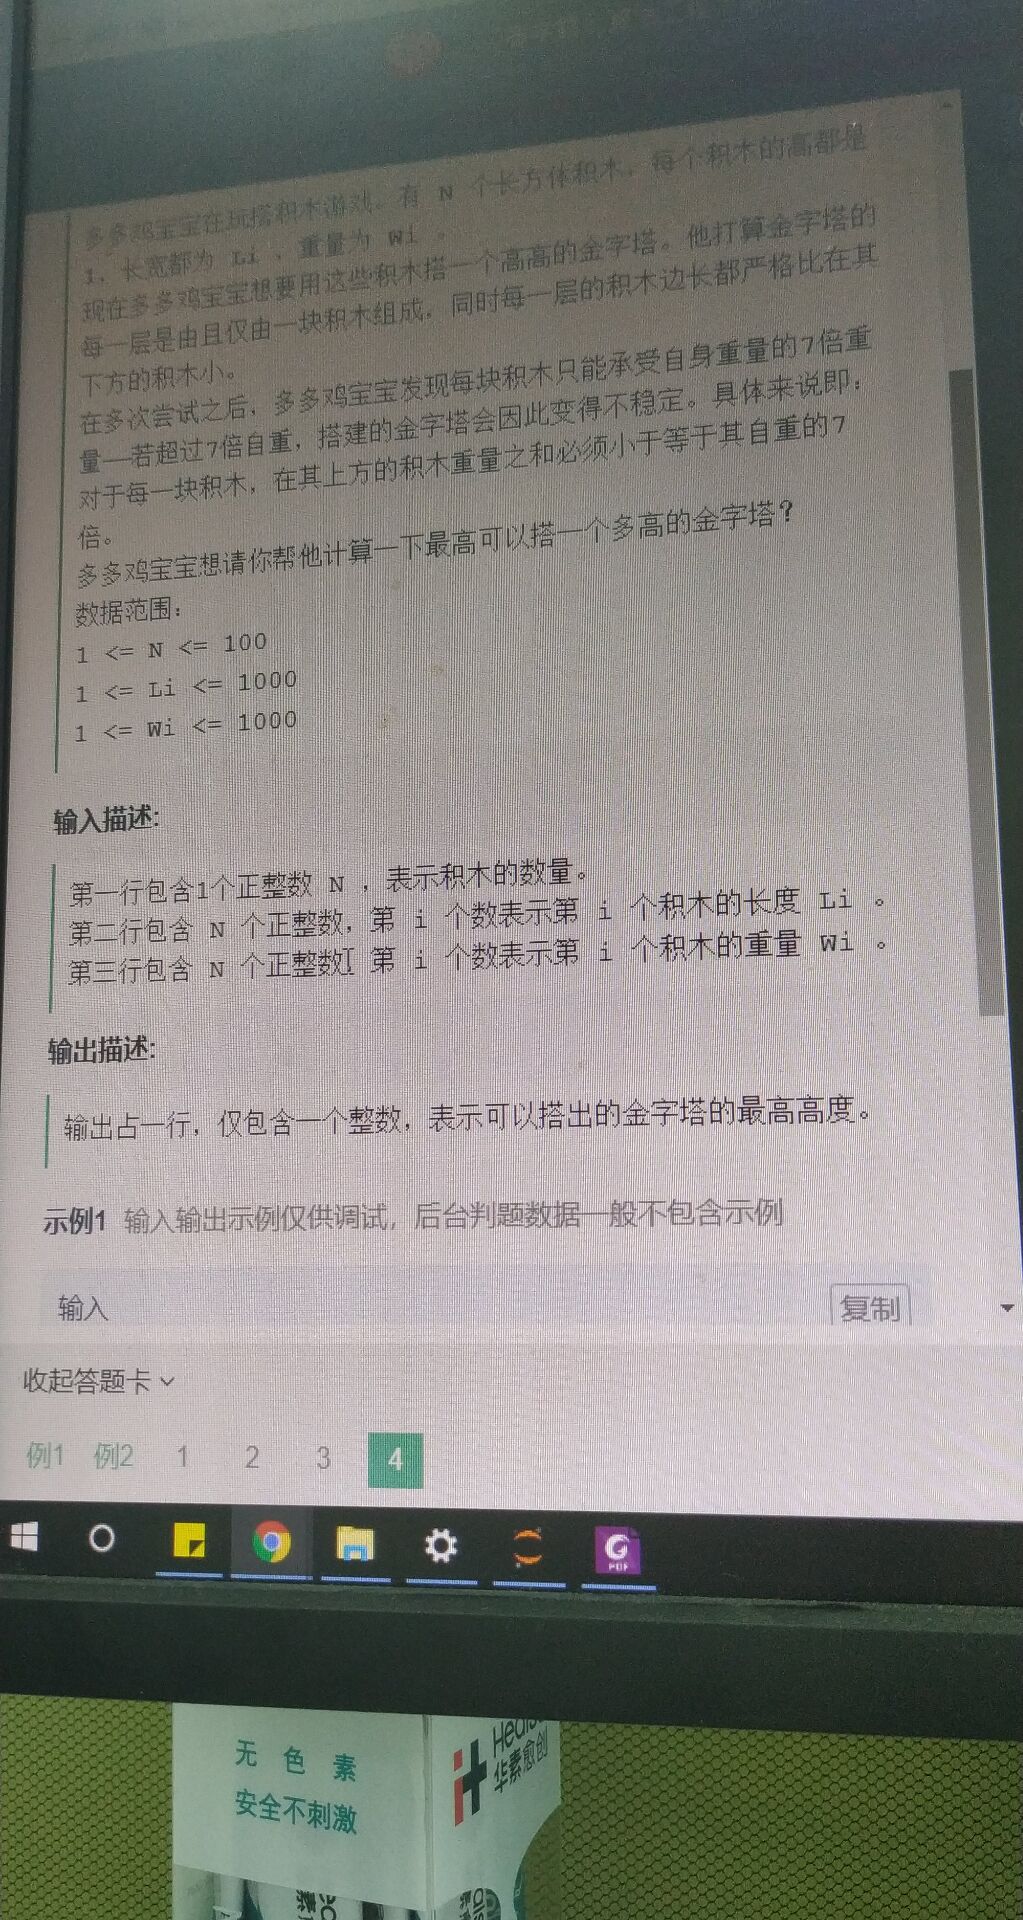 多多鸡宝宝在玩搭积木游戏。有 N 个长方体积木，每个积木的高都是
1，长宽都为 Li ，重量为 Wi 。
现在多多鸡宝宝想要用这些积木搭一个高高的金字塔。他打算金字塔的
每一层是由且仅由一块积木组成，同时每一层的积木边长都严格比在其
下方的积木小。
在多次尝试之后，多多鸡宝宝发现每块积木只能承受自身重量的7倍重
量——若超过7倍自重，搭建的金字塔会因此变得不稳定。具体来说即：
对于每一块积木，在其上方的积木重量之和必须小于等于其自重的7
倍。
多多鸡宝宝想请你帮他计算一下最高可以搭一个多高的金字塔？
数据范围：
1 <= N <= 100
1 <= Li <= 1000
1 <= Wi <= 1000
输入描述:
第一行包含1个正整数 N ，表示积木的数量。
第二行包含 N 个正整数，第 i 个数表示第 i 个积木的长度 Li 。
第三行包含 N 个正整数，第 i 个数表示第 i 个积木的重量 Wi 。
输出描述:
输出占一行，仅包含一个整数，表示可以搭出的金字塔的最高高度。
示例1 输入输出示例仅供调试，后台判题数据一般不包含示例
输入
复制
收起答题卡
例1 例2 1 2 3 4
PDF
无色素
安全不刺激
华素愈创